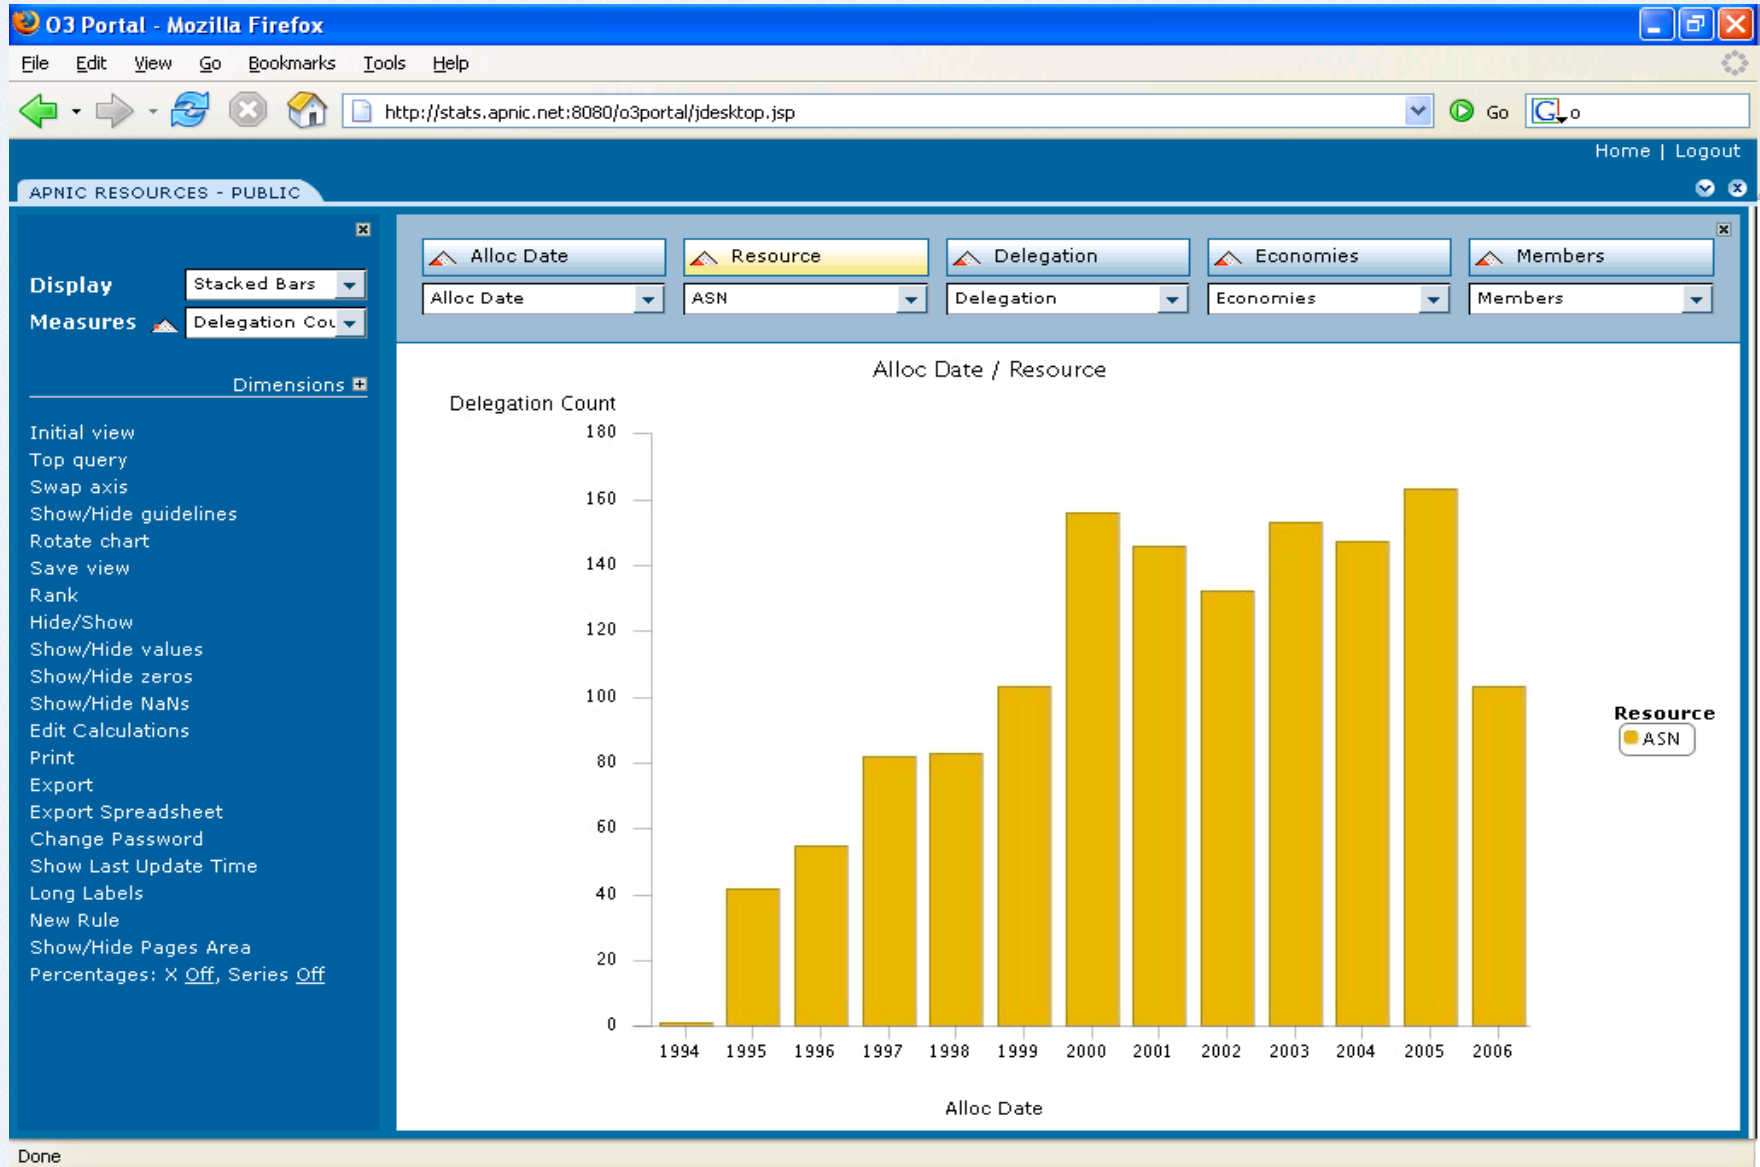 O3 Portal - Mozilla Firefox
File Edit View Go Bookmarks Tools Help
http://stats.apnic.net:8080/o3portal/jdesktop.jsp Go G o
Home | Logout
APNIC RESOURCES - PUBLIC
Display Stacked Bars
Measures Delegation Cou
Dimensions
Initial view
Top query
Swap axis
Show/Hide guidelines
Rotate chart
Save view
Rank
Hide/Show
Show/Hide values
Show/Hide zeros
Show/Hide NaNs
Edit Calculations
Print
Export
Export Spreadsheet
Change Password
Show Last Update Time
Long Labels
New Rule
Show/Hide Pages Area
Percentages: X Off, Series Off
Alloc Date Resource Delegation Economies Members
Alloc Date ASN Delegation Economies Members
Alloc Date / Resource
Delegation Count
180
160
140
120
100
80
60
40
20
0
1994 1995 1996 1997 1998 1999 2000 2001 2002 2003 2004 2005 2006
Alloc Date
Resource
ASN
Done